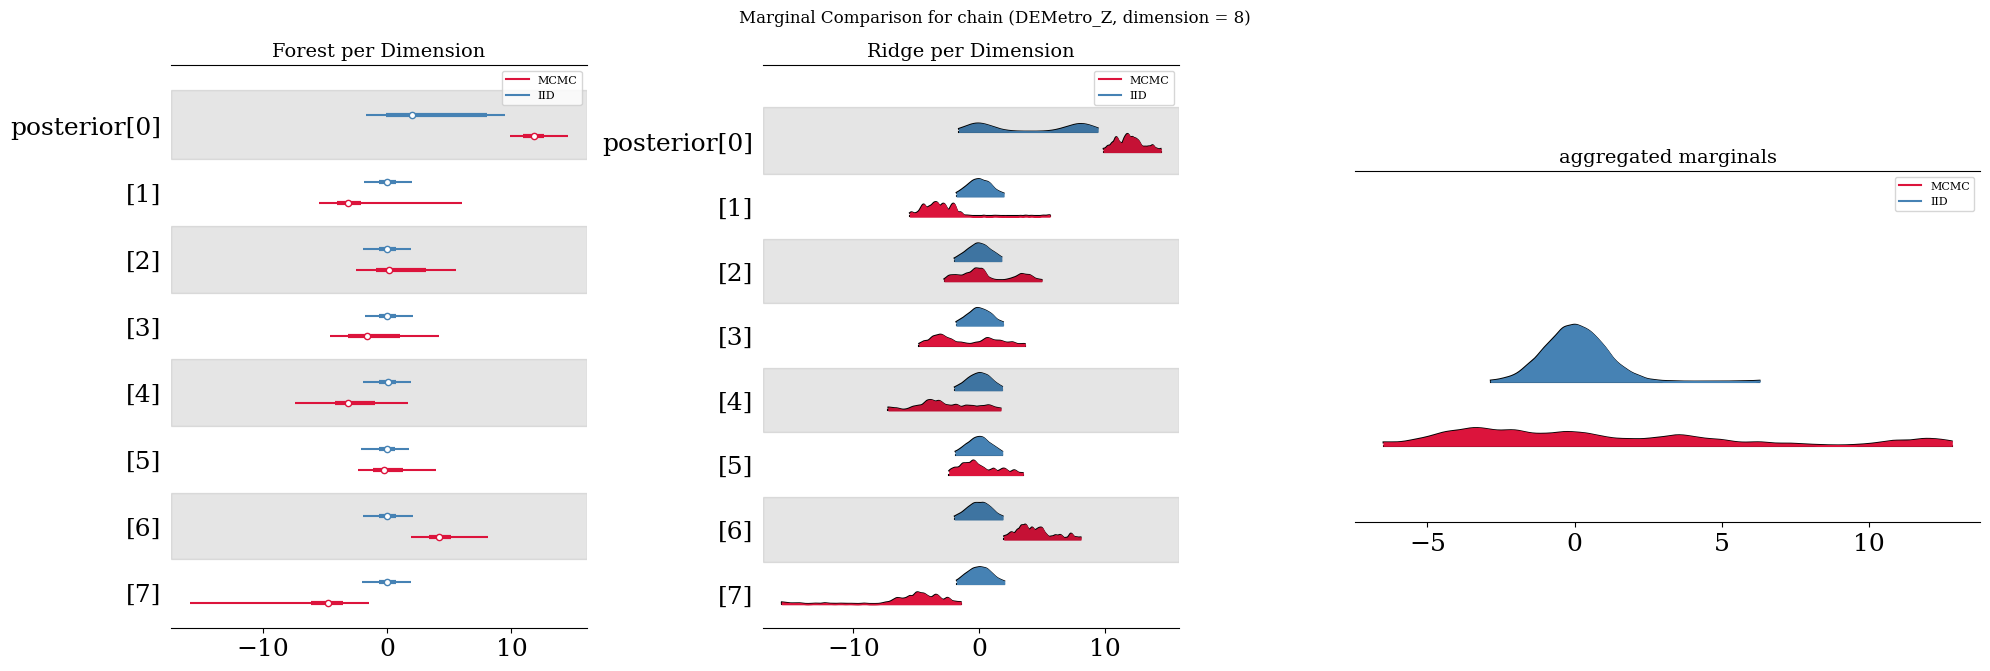 Marginal Comparison for chain (DEMetro_Z, dimension = 8)
Forest per Dimension
MCMC
IID
posterior[0]
[1]
[2]
[3]
[4]
[5]
[6]
[7]
−10 0 10
Ridge per Dimension
MCMC
IID
posterior[0]
[1]
[2]
[3]
[4]
[5]
[6]
[7]
−10 0 10
aggregated marginals
MCMC
IID
−5 0 5 10